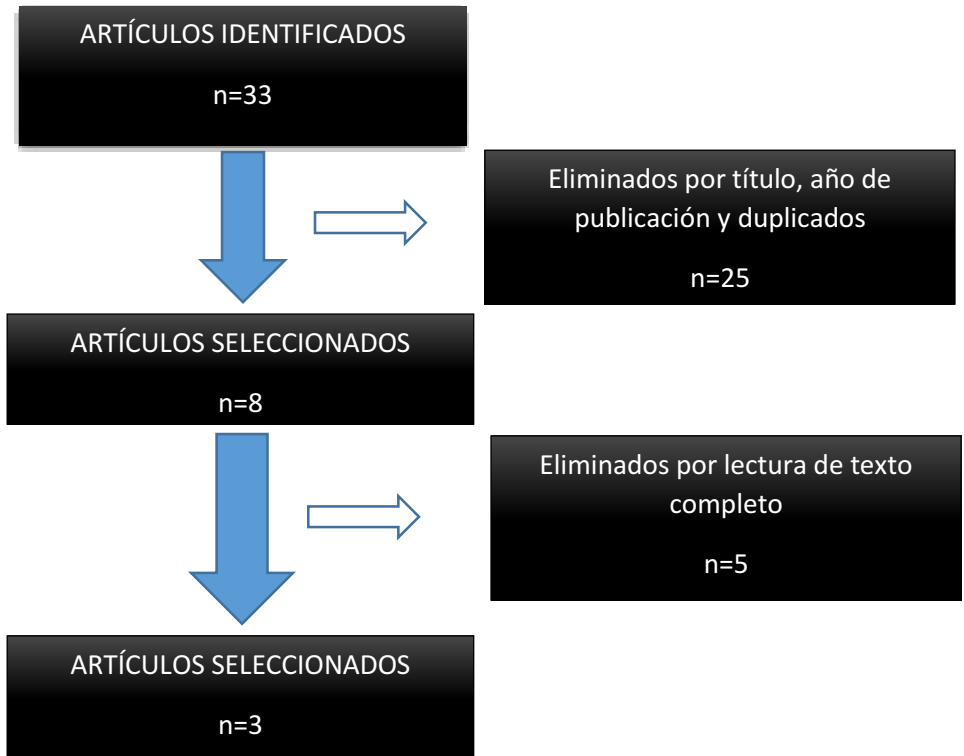 ARTÍCULOS IDENTIFICADOS
n=33
Eliminados por título, año de
publicación y duplicados
n=25
ARTÍCULOS SELECCIONADOS
n=8
Eliminados por lectura de texto
completo
n=5
ARTÍCULOS SELECCIONADOS
n=3